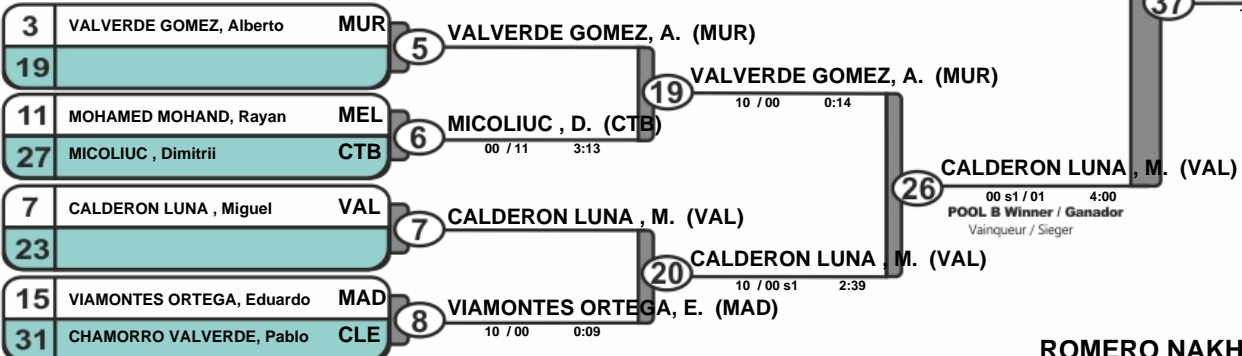 3 VALVERDE GOMEZ, Alberto MUR
19
5 VALVERDE GOMEZ, A. (MUR)
11 MOHAMED MOHAND, Rayan MEL
27 MICOLIUC , Dimitrii CTB
6 MICOLIUC , D. (CTB)
00 / 11 3:13
19 VALVERDE GOMEZ, A. (MUR)
10 / 00 0:14
7 CALDERON LUNA , Miguel VAL
23
7 CALDERON LUNA , M. (VAL)
15 VIAMONTES ORTEGA, Eduardo MAD
31 CHAMORRO VALVERDE, Pablo CLE
8 VIAMONTES ORTEGA, E. (MAD)
10 / 00 0:09
20 CALDERON LUNA , M. (VAL)
10 / 00 s1 2:39
26 CALDERON LUNA , M. (VAL)
00 s1 / 01 4:00
POOL B Winner / Ganador
Vainqueur / Sieger
37
ROMERO NAKH